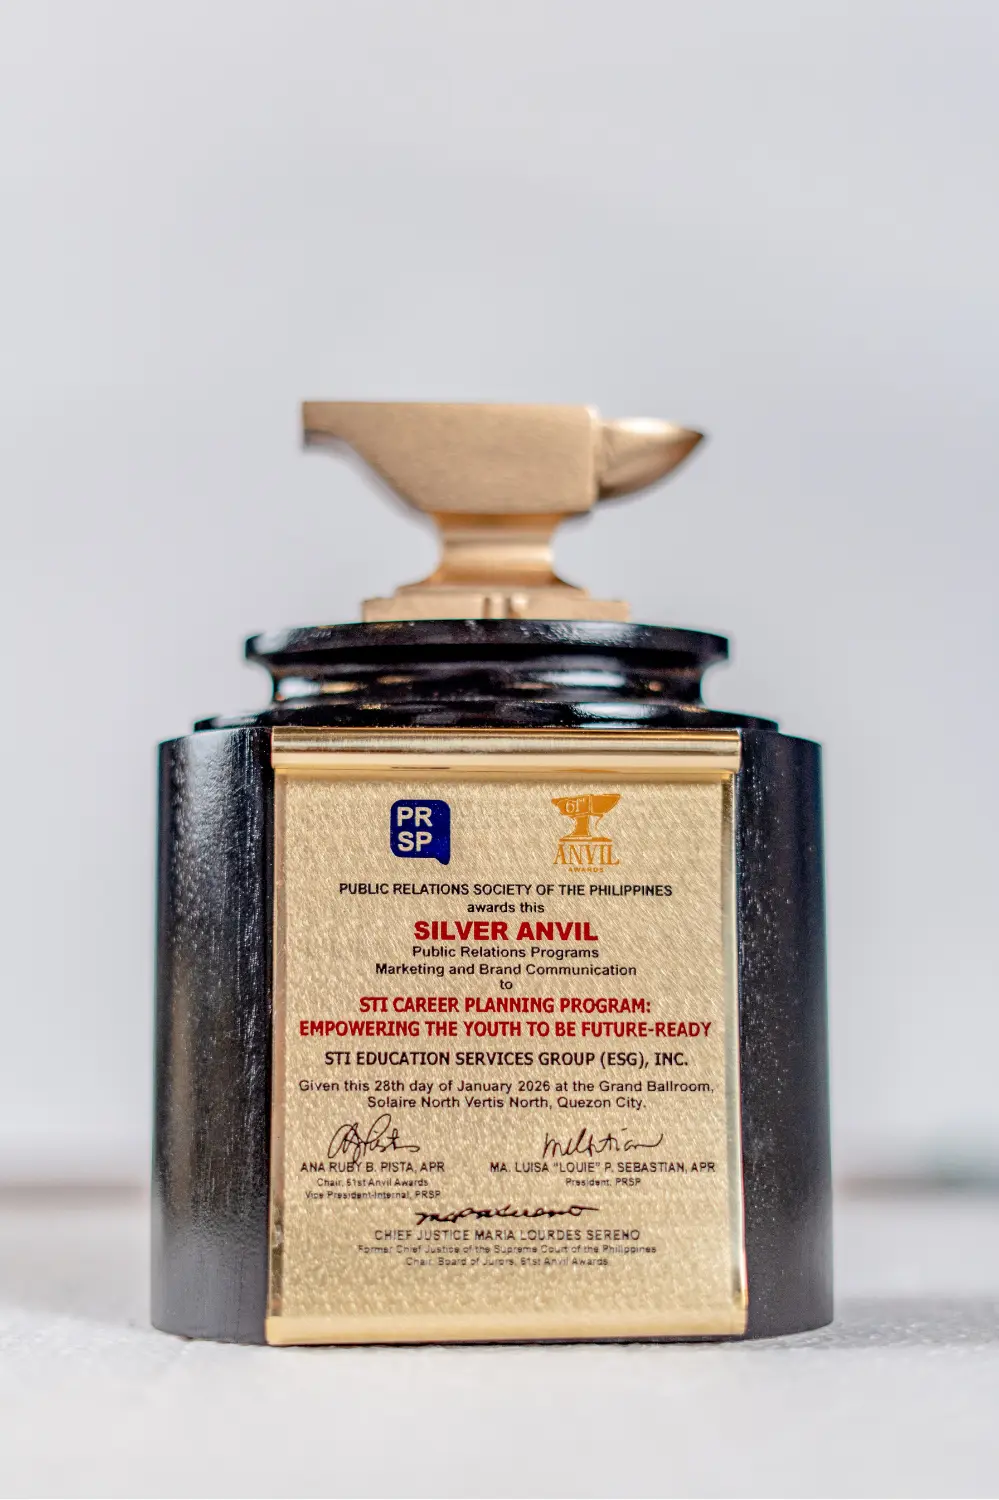 PR
SP
61ST
ANVIL
AWARDS
PUBLIC RELATIONS SOCIETY OF THE PHILIPPINES
awards this
SILVER ANVIL
Public Relations Programs
Marketing and Brand Communication
to
STI CAREER PLANNING PROGRAM:
EMPOWERING THE YOUTH TO BE FUTURE-READY
STI EDUCATION SERVICES GROUP (ESG), INC.
Given this 28th day of January 2026 at the Grand Ballroom,
Solaire North Vertis North, Quezon City.
ANA RUBY B. PISTA, APR
Chair, 61st Anvil Awards
Vice President-Internal, PRSP
MA. LUISA "LOUIE" P. SEBASTIAN, APR
President, PRSP
CHIEF JUSTICE MARIA LOURDES SERENO
Former Chief Justice of the Supreme Court of the Philippines
Chair, Board of Jurors, 61st Anvil Awards